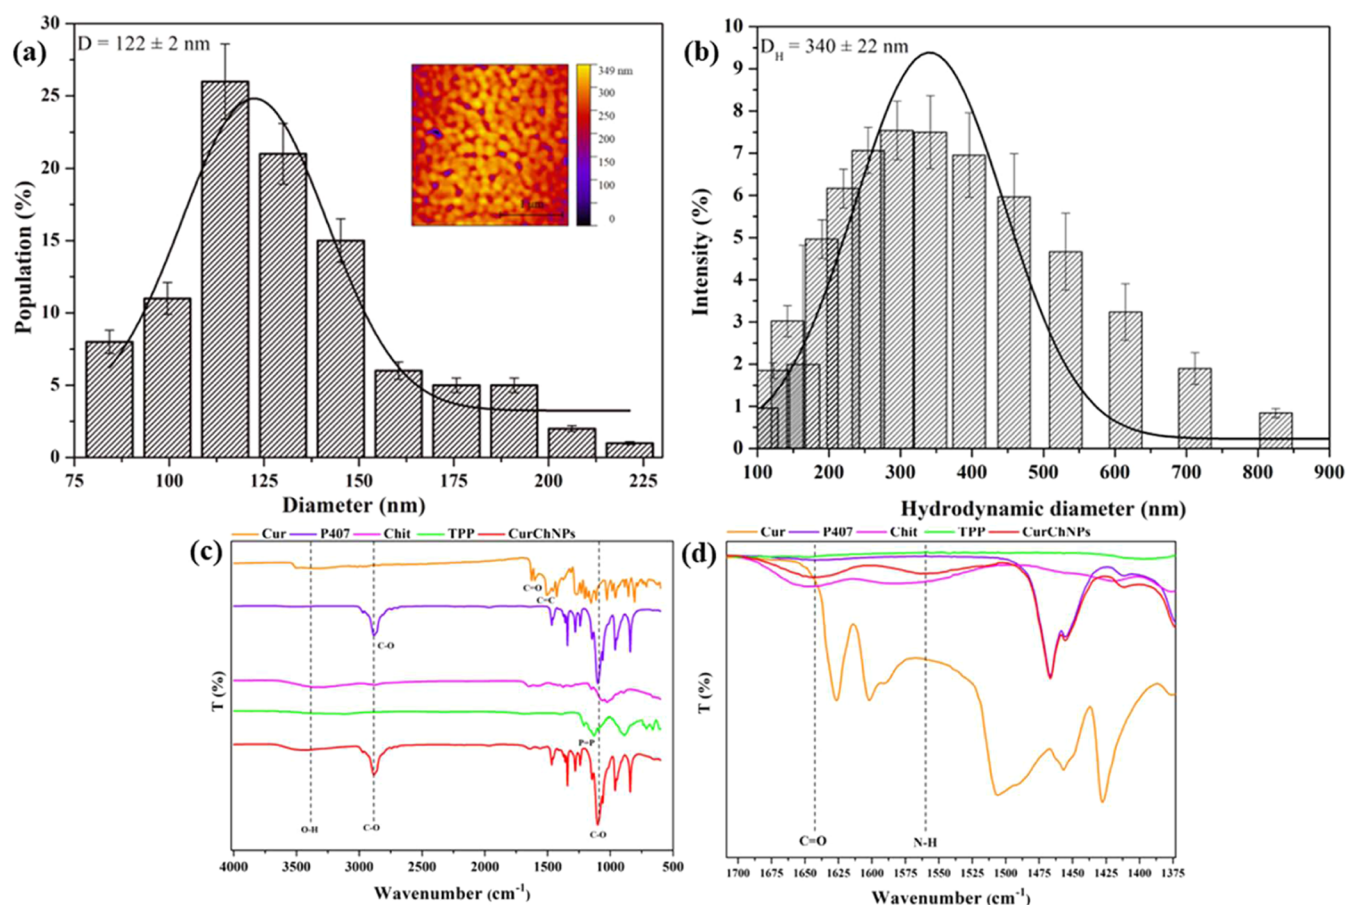 (a)
D = 122 ± 2 nm
Population (%)
30
25
20
15
10
5
0
75 100 125 150 175 200 225
Diameter (nm)
349 nm
300
250
200
150
100
50
0
1 µm
(b)
D_H = 340 ± 22 nm
Intensity (%)
10
9
8
7
6
5
4
3
2
1
0
100 200 300 400 500 600 700 800 900
Hydrodynamic diameter (nm)
(c)
Cur P407 Chit TPP CurChNPs
C=O
C=C
C-O
P=P
O-H C-O C-O
T (%)
4000 3500 3000 2500 2000 1500 1000 500
Wavenumber (cm⁻¹)
(d)
Cur P407 Chit TPP CurChNPs
C=O N-H
T (%)
1700 1675 1650 1625 1600 1575 1550 1525 1500 1475 1450 1425 1400 1375
Wavenumber (cm⁻¹)